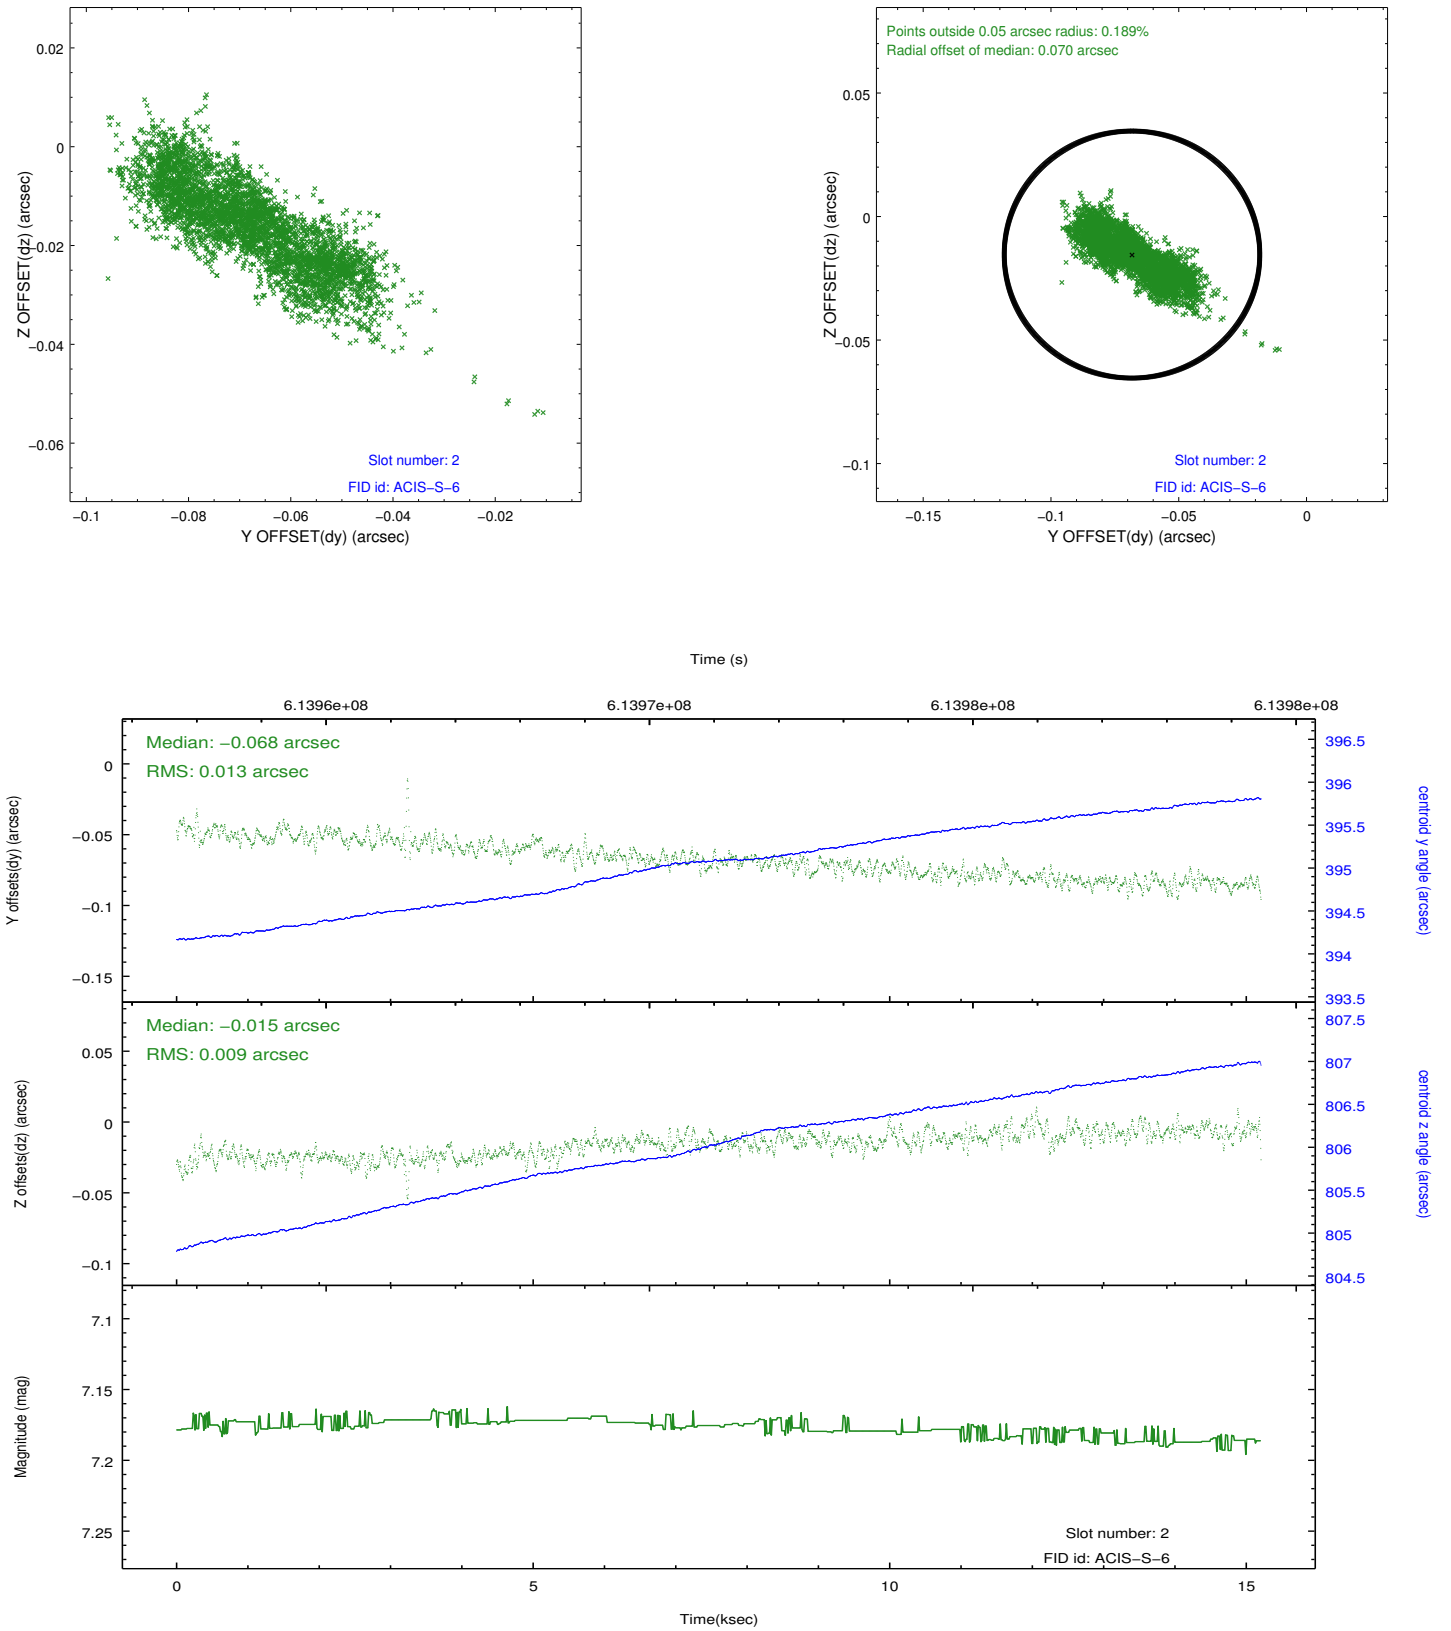 0.02
0
−0.02
−0.04
−0.06
Z OFFSET(dz) (arcsec)
Slot number: 2
FID id: ACIS−S−6
−0.1
−0.08
−0.06
−0.04
−0.02
Y OFFSET(dy) (arcsec)
Points outside 0.05 arcsec radius: 0.189%
Radial offset of median: 0.070 arcsec
0.05
0
−0.05
−0.1
Z OFFSET(dz) (arcsec)
Slot number: 2
FID id: ACIS−S−6
−0.15
−0.1
−0.05
0
Y OFFSET(dy) (arcsec)
Time (s)
6.1396e+08
6.1397e+08
6.1398e+08
6.1398e+08
Median: −0.068 arcsec
RMS: 0.013 arcsec
0
−0.05
−0.1
−0.15
Y offsets(dy) (arcsec)
396.5
396
395.5
395
394.5
394
393.5
centroid y angle (arcsec)
Median: −0.015 arcsec
RMS: 0.009 arcsec
0.05
0
−0.05
−0.1
Z offsets(dz) (arcsec)
807.5
807
806.5
806
805.5
805
804.5
centroid z angle (arcsec)
7.1
7.15
7.2
7.25
Magnitude (mag)
Slot number: 2
FID id: ACIS−S−6
0
5
10
15
Time(ksec)